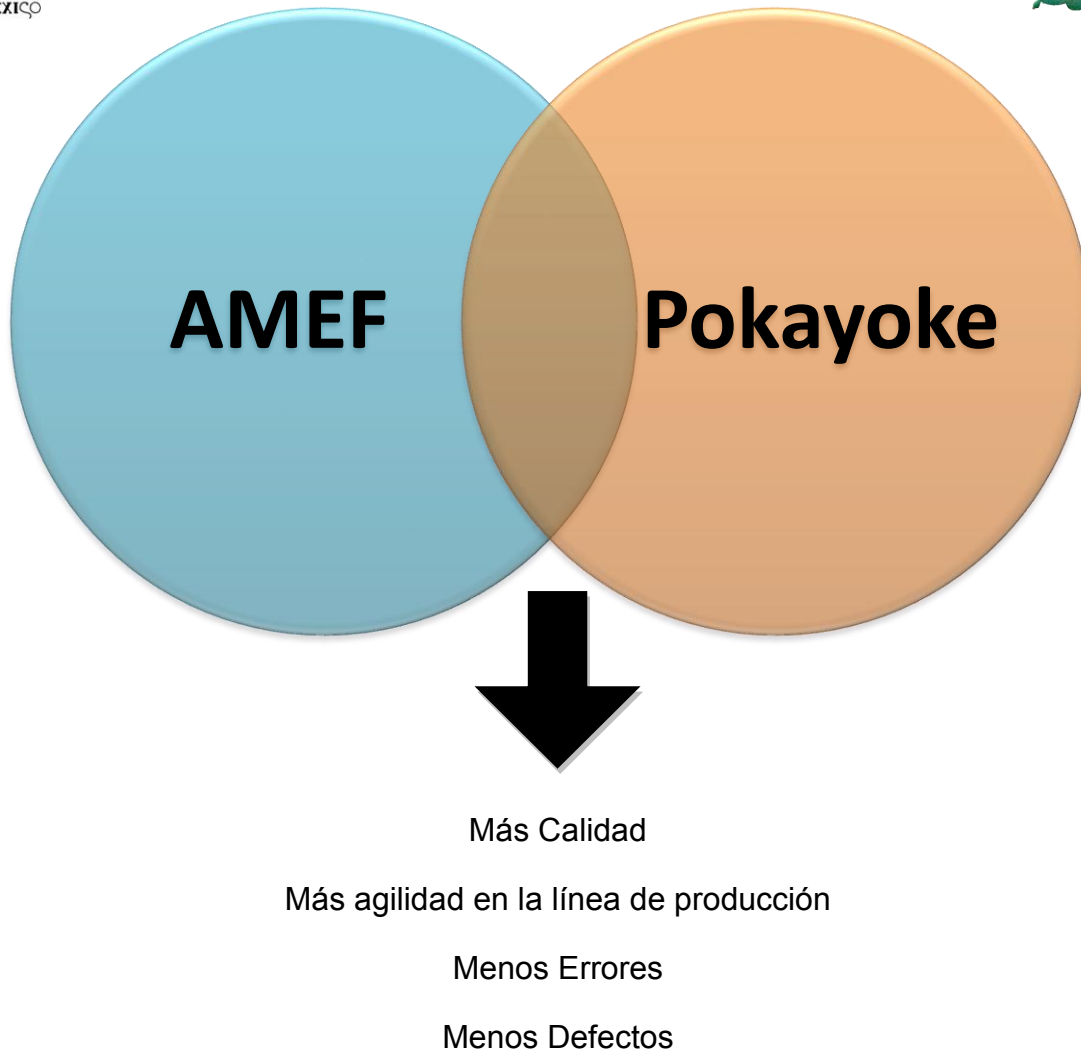 AMEF
Pokayoke
Más Calidad
Más agilidad en la línea de producción
Menos Errores
Menos Defectos